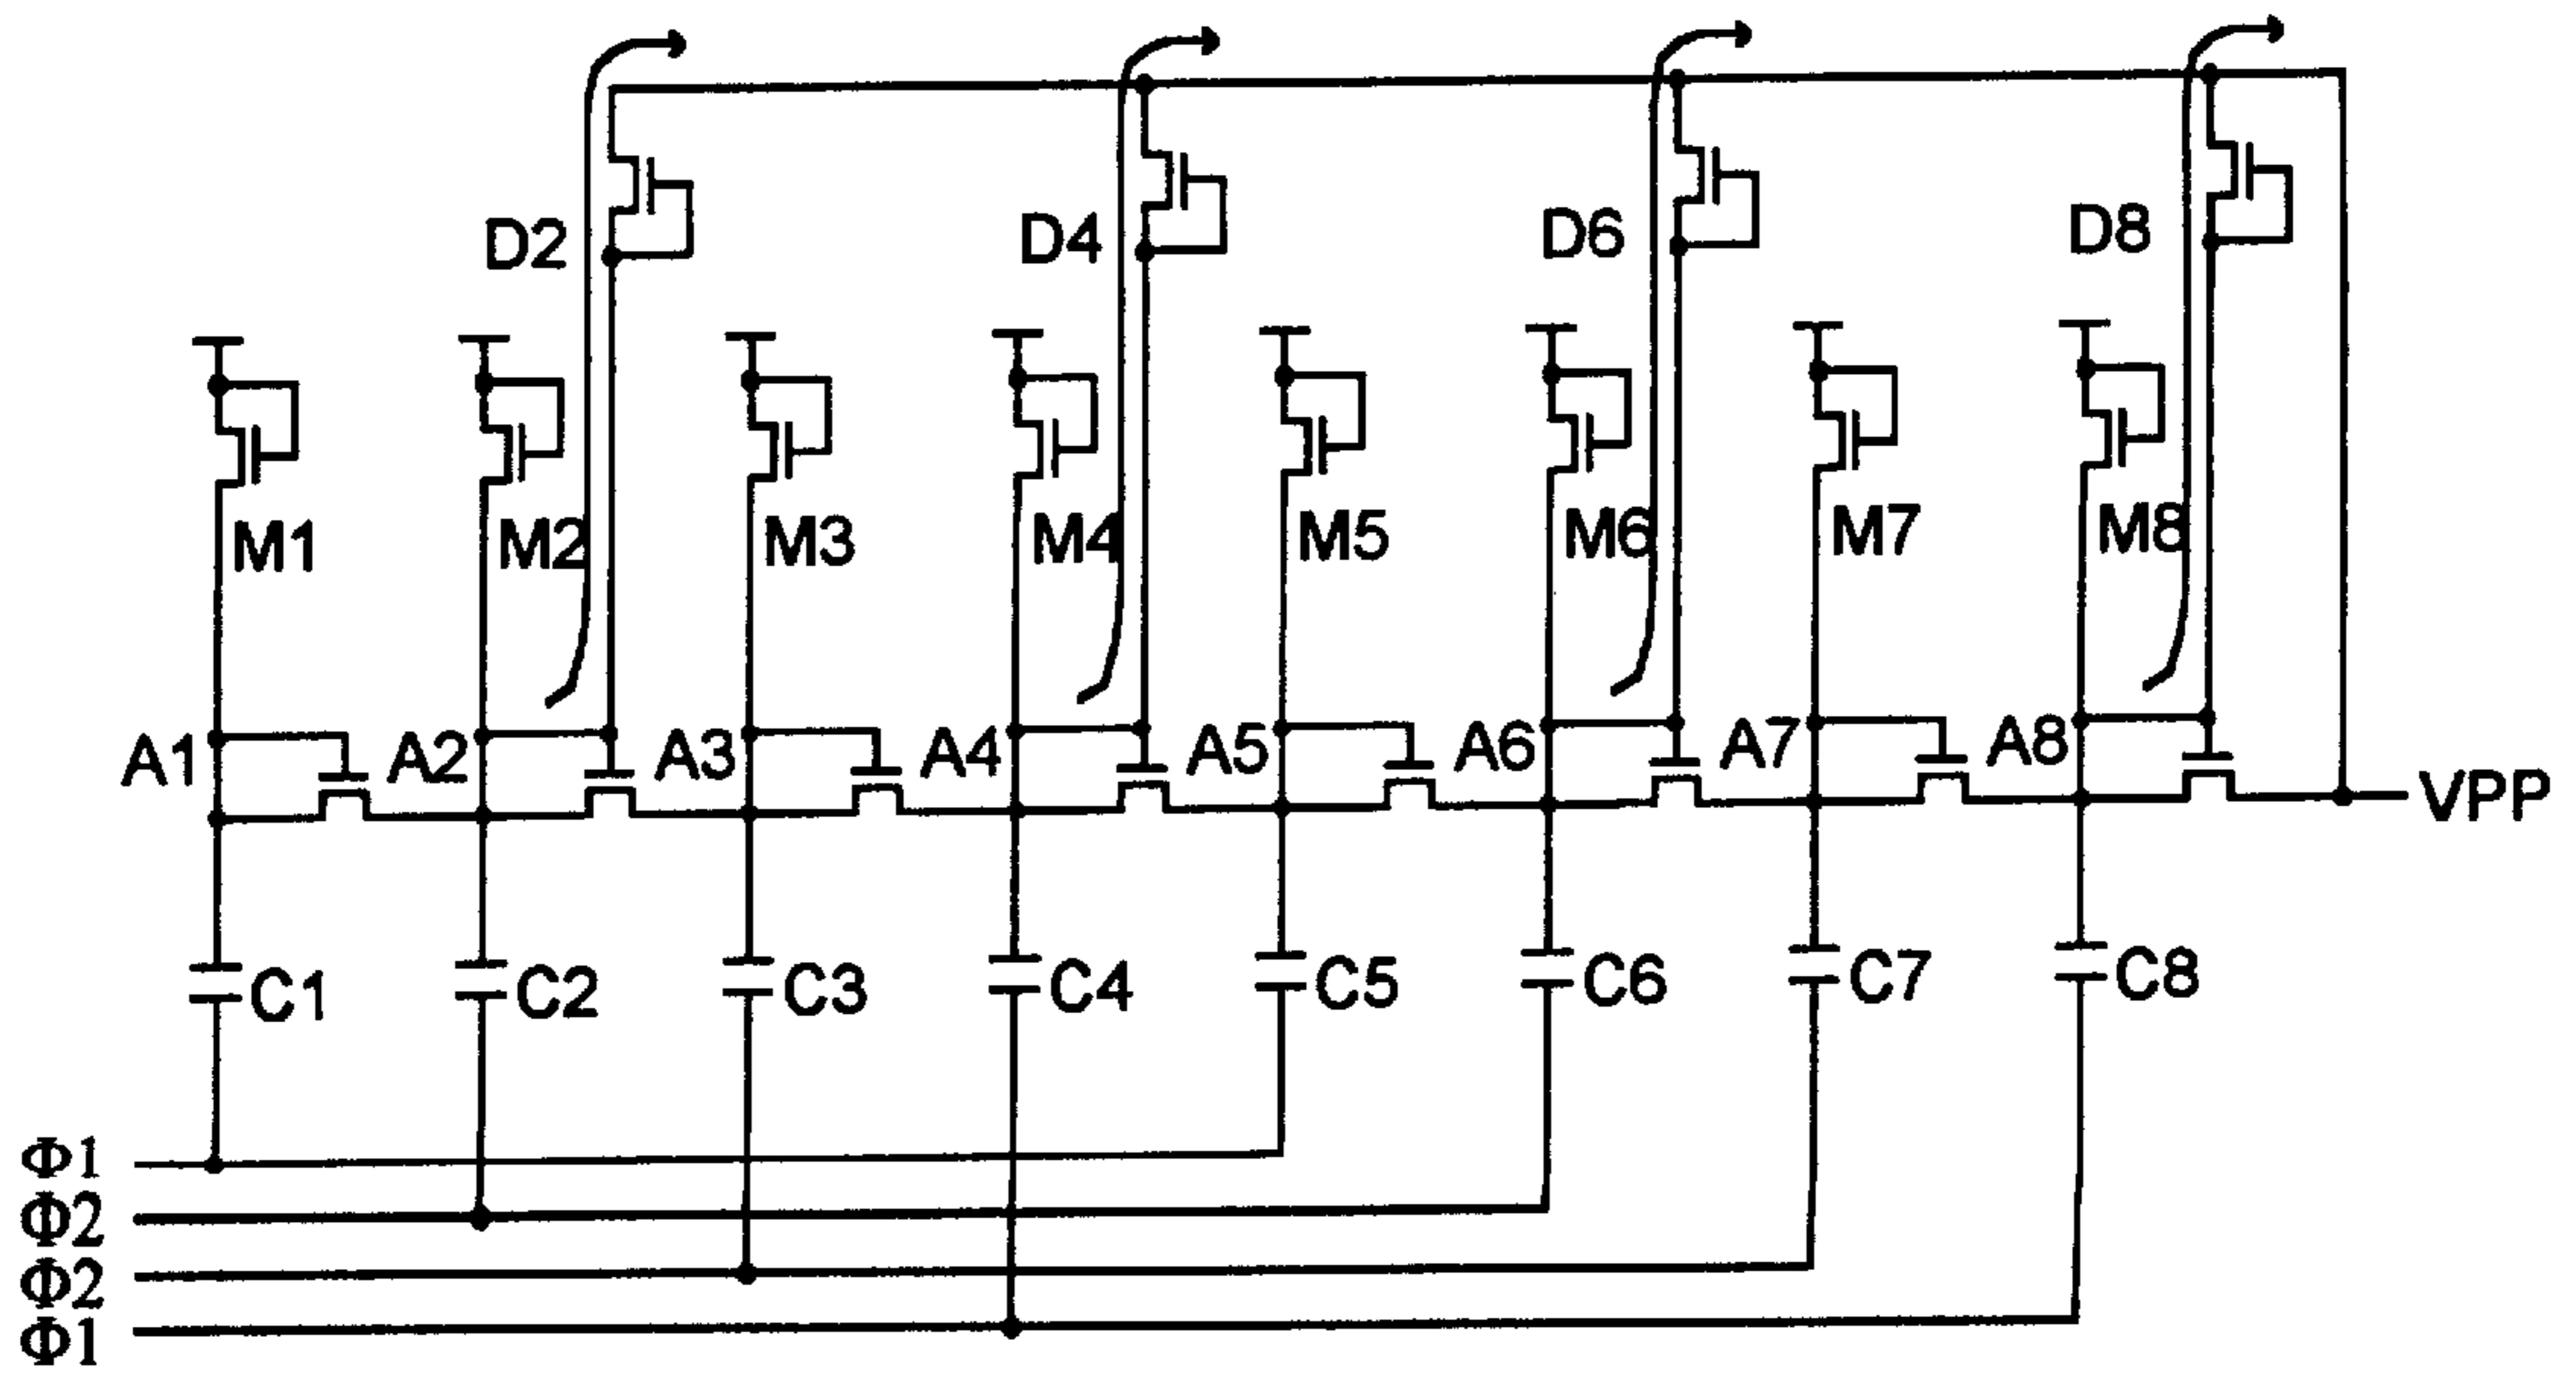 D2 D4 D6 D8
M1 M2 M3 M4 M5 M6 M7 M8
A1 A2 A3 A4 A5 A6 A7 A8 VPP
C1 C2 C3 C4 C5 C6 C7 C8
Φ1
Φ2
Φ2
Φ1